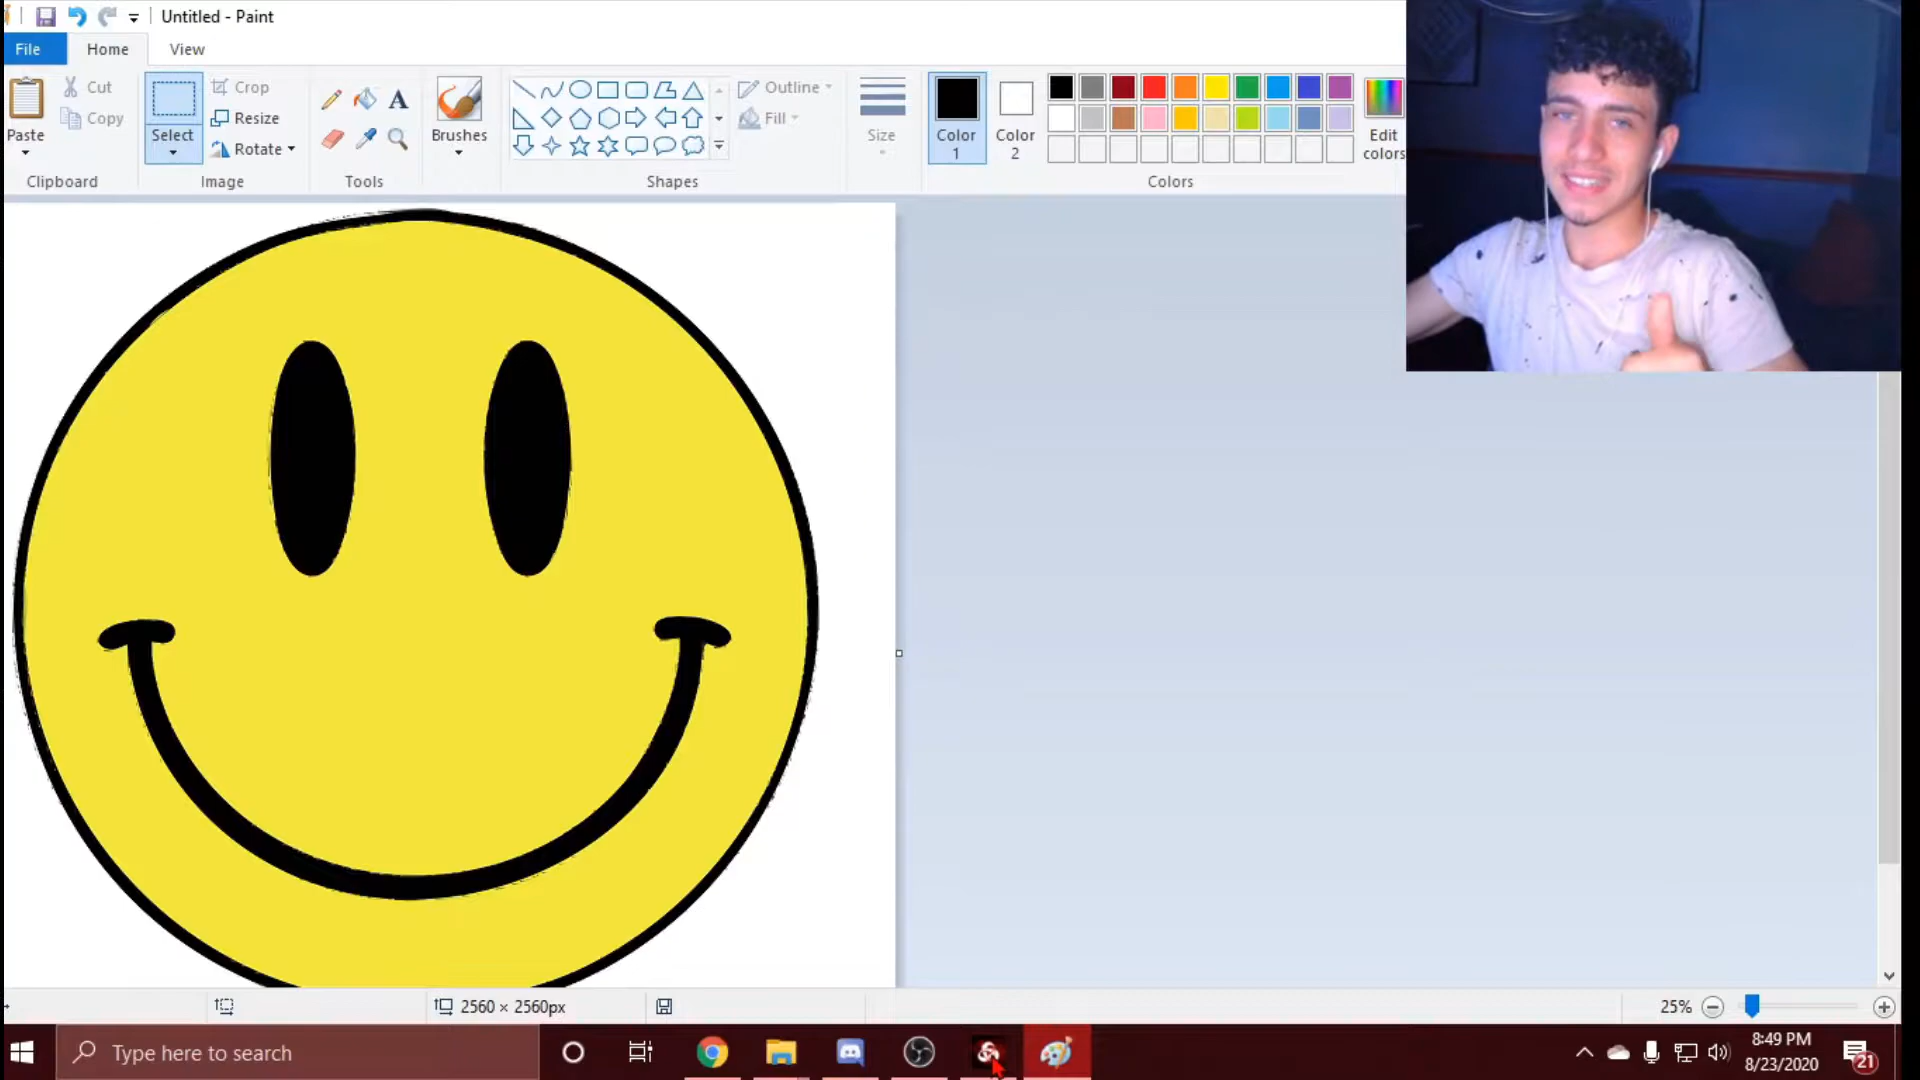 Untitled - Paint
File Home View
Paste
Cut
Copy
Clipboard
Select
Crop
Resize
Rotate
Image
A
Tools
Brushes
Shapes
Outline
Fill
Size
Color 1
Color 2
Edit colors
Colors
2560 × 2560px
25%
Type here to search
8:49 PM
8/23/2020
21